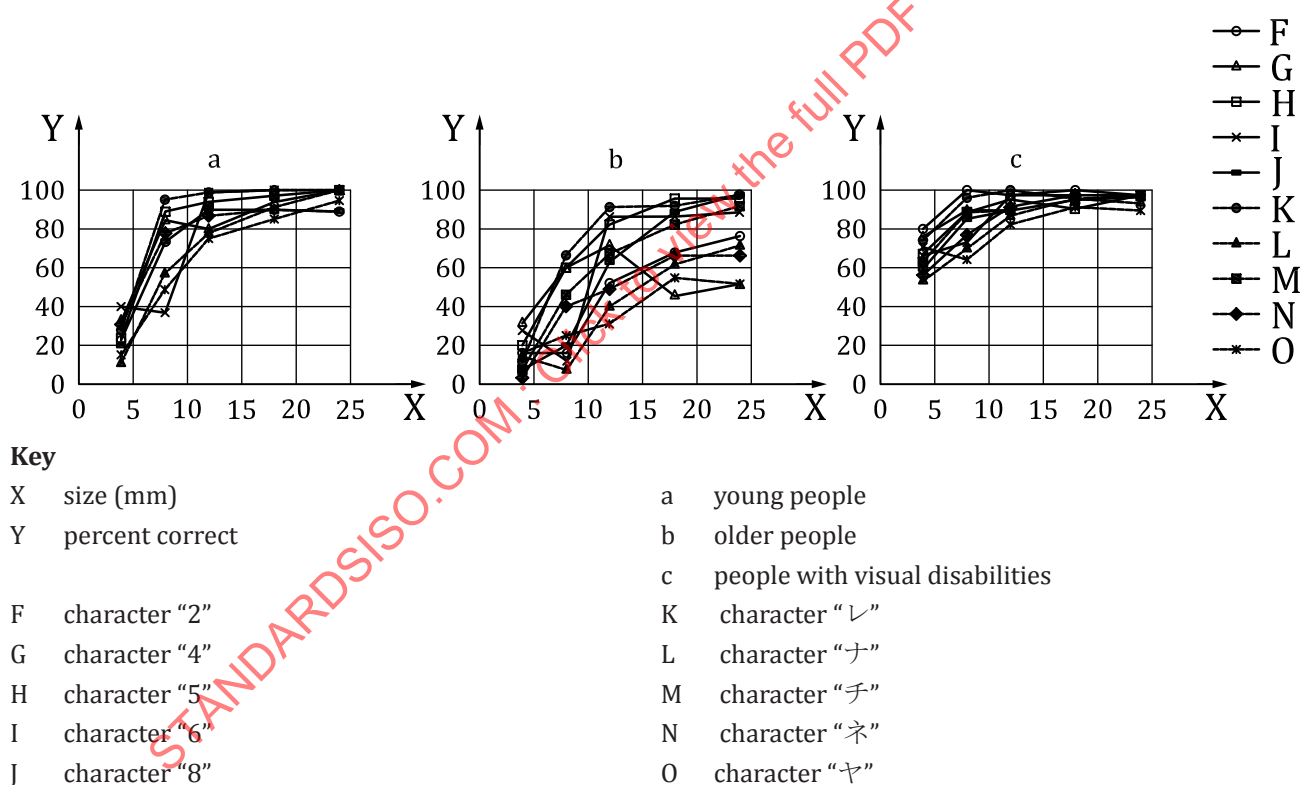 F
G
H
I
J
K
L
M
N
O
Y Y Y
a b c
100 100 100
80 80 80
60 60 60
40 40 40
20 20 20
0 0 0
0 5 10 15 20 25 X 0 5 10 15 20 25 X 0 5 10 15 20 25 X
Key
X size (mm) a young people
Y percent correct b older people
c people with visual disabilities
F character “2” K character “レ”
G character “4” L character “ナ”
H character “5” M character “チ”
I character “6” N character “ネ”
J character “8” O character “ヤ”
STANDARDSISO.COM : Click to view the full PDF